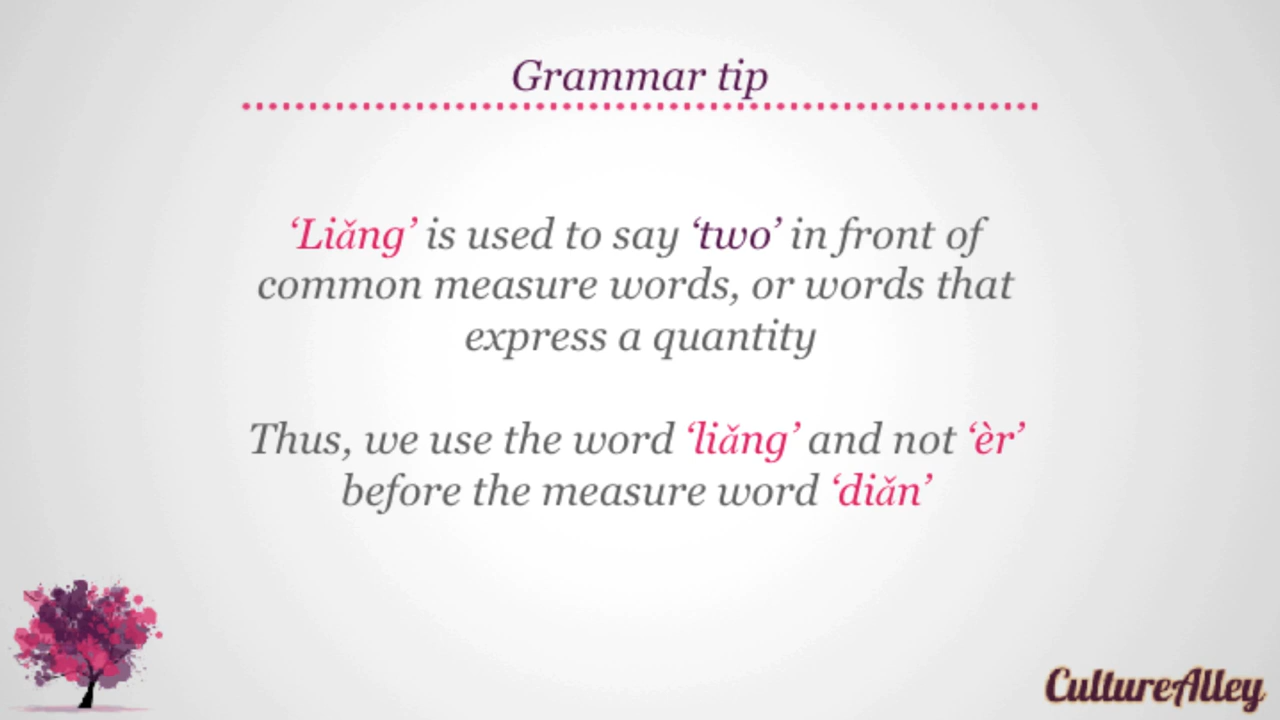 Grammar tip
‘Liǎng’ is used to say ‘two’ in front of
common measure words, or words that
express a quantity
Thus, we use the word ‘liǎng’ and not ‘èr’
before the measure word ‘diǎn’
CultureAlley